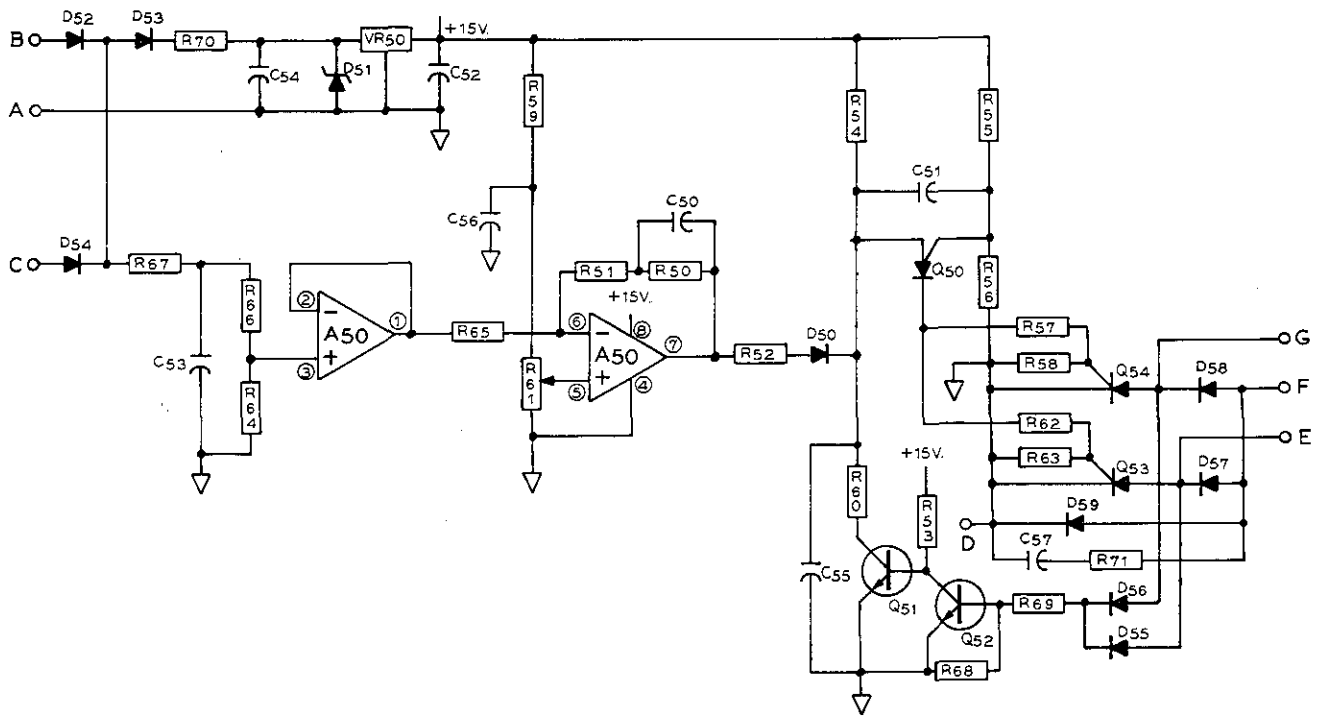 D52
D53
+15V.
B
R70
VR50
C54
D51
C52
R59
R54
R55
A
C51
C56
C50
D54
C
R67
R51
R50
Q50
R56
R66
2
-
1
A50
+
3
R65
+15V.
6
-
8
A50
7
+
5
4
R52
D50
R57
G
C53
R58
Q54
D58
R61
F
R64
R62
E
+15V.
R63
Q53
D57
R60
R53
D59
D
C57
R71
C55
Q51
R69
D56
Q52
D55
R68